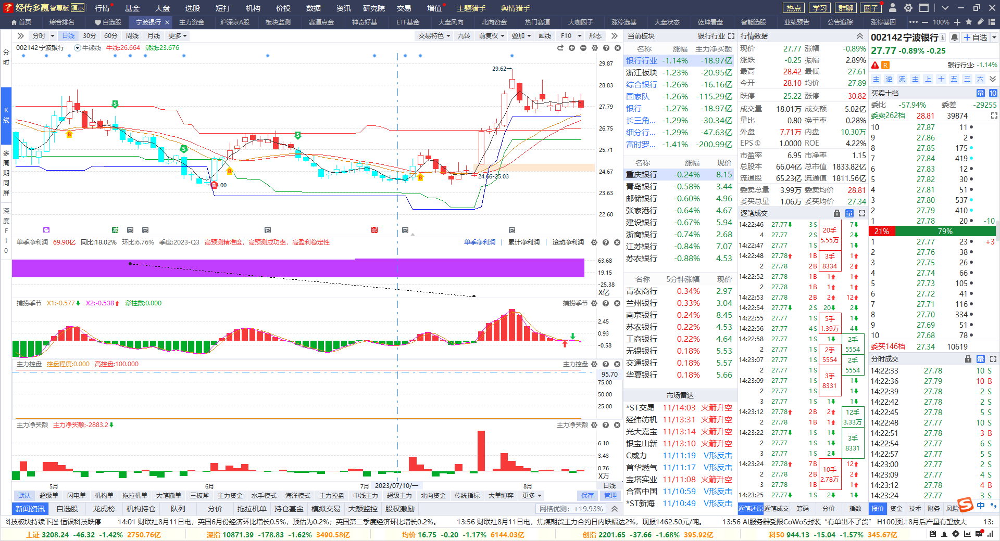 经传多赢 智尊版 演示 行情 基金 大盘 选股 短打 机构 价投 数据 资讯 研究院 交易 增值 主题猎手 舆情猎手 热点 学习 群聊 圈子
首页 综合排名 自选股 宁波银行 × 主力资金 沪深京A股 板块监测 赛道点金 神奇好基 ETF基金 大盘风向 北向资金 热门赛道 大咖圈子 涨停选基 大盘状态 乾坤看盘 智能选股 业绩预告 公告追踪 涨停基因 100%
分时 日线 30分 60分 周线 月线 更多 交易特色 九转 前复权 叠加 画线 F10 形态
002142 宁波银行 牛熊线 牛线:26.664 熊线:23.676
分时
K线
多周期同屏
深度F10
29.87
28.83
27.79
26.75
25.71
24.67
23.63
22.60
29.62
24.66-25.03
单季净利润 69.90亿 同比:18.02% 环比:6.76% 季度:2023-Q3 高预测精准度，高预测成功率，高盈利稳定性 单季净利润 | 累计净利润 | 滚动净利润
63.68
19.15
-25.38
X亿
捕捞季节 X1:-0.577 X2:-0.538 彩柱数:0.000 捕捞季节
2.45
0.93
-0.58
主力控盘 控盘程度:0.000 高控盘:100.000 主力控盘
95.70
75.00
50.00
25.00
主力净买额 主力净买额:-2883.2 主力净买额
6.10
3.43
0.76
X万
5月 6月 7月 2023/07/10/一 8月 日线
默认 超级单 闪电单 机构单 拖拉机单 大笔撤单 三板斧 主力资金 水手模式 海洋模式 主力控盘 中线主力 超级主力 北向资金 传统指标 大单博弈 更多 保存 管理
新闻资讯 自选股 龙虎榜 机构持仓 队列 分价 拖拉机单 持仓基金 模拟交易 大额监控 股权激励 网格优测: +19.93%
当前板块 银行行业
名称 涨幅 主力净买额
银行行业 -1.14% -18.97亿
浙江板块 -1.23% -20.95亿
综合银行 -1.26% -16.16亿
国家队 -1.26% -115.29亿
银行 -1.27% -18.97亿
长三角... -1.29% -30.34亿
细分行... -1.29% -47.63亿
富时罗... -1.41% -200.99亿
名称 涨幅 现价
重庆银行 -0.24% 8.15
青岛银行 -0.58% 3.44
邮储银行 -0.60% 4.96
张家港行 -0.64% 4.67
建设银行 -0.67% 5.94
浙商银行 -0.74% 2.68
江苏银行 -0.84% 7.07
苏农银行 -0.88% 4.53
名称 5分钟涨幅 现价
青农商行 0.34% 2.97
兰州银行 0.33% 3.04
南京银行 0.24% 8.45
苏农银行 0.22% 4.53
工商银行 0.22% 4.64
无锡银行 0.18% 5.53
交通银行 0.18% 5.57
华夏银行 0.18% 5.66
市场雷达
*ST交昂 11/14:03 火箭升空
经纬纺机 11/13:31 火箭升空
光大嘉宝 11/13:14 火箭升空
银宝山新 11/13:10 火箭升空
C威力 11/11:19 V形反击
首华燃气 11/11:17 V形反击
宝塔实业 11/11:08 火箭升空
合富中国 11/10:59 V形反击
*ST新海 11/10:49 V形反击
行情数据
现价 27.77 涨幅 -0.89%
涨跌 -0.25 振幅 2.89%
最高 28.42 最低 27.61
今开 28.10 均价 27.89
跌停 25.22 涨停 30.82
成交量 18.01万 成交额 5.02亿
量比 0.80 换手率 0.28%
外盘 7.71万 内盘 10.30万
EPS① 1.0000 ROE 4.22%
市盈率 6.95 市净率 1.15
总股本 66.04亿 总市值 1833.82亿
流通股 65.23亿 流通值 1811.56亿
委卖总量 3.99万 委卖均价 28.81
委买总量 1.06万 委买均价 27.34
逐笔成交 量
14:22:46 27.77 3 S 7
4 27.77 2 S 2
14:22:47 27.77 1 S 1
14:22:48 27.78 1 B 1
2 27.78 2 B 2
14:22:52 27.78 1 B 1 1
2 27.78 1 B 1 1
14:22:53 27.78 2 B 2 12
14:22:54 27.77 2 S 20 2
14:22:55 27.77 1 S 1
14:22:56 27.77 4 S 4
14:22:58 27.77 1 S 1
2 27.77 1 S
14:23:07 27.77 1 S
2 27.77 1 S
14:23:09 27.77 1 S 1
2 27.77 1 S 1
3 27.77 1 S 1 1
14:23:12 27.78 2 B 2
2 27.78 1 B 1
14:23:22 27.77 1 S 1
2 27.77 1 S 1
3 27.77 1 S 2
14:23:24 27.78 7 B 12
2 27.78 2 B 2
3 27.78 1 B 1
14:23:25 27.77 1 S 2 1
20手 5.55万
3手 8334
5手 1.39万
2手 5554
2手 5554
2手 5554
3手 8331
12手 3.33万
3手 8331
10手 2.78万
逐笔还原 逐笔成交 筹码 分价 指数
002142宁波银行 自选
27.77 -0.89% -0.25
R 银行行业: -1.14%
主 逆 流 主 上 十 五 三 六
买卖十档 量 10
委比 -57.94% 委差 -29255
委卖262档 28.81 39874
10 27.87 11
9 27.86 2
8 27.85 175
7 27.84 419
6 27.83 12
5 27.82 30
4 27.81 51
3 27.80 537
2 27.79 410
1 27.78 20 -10
21% 79%
1 27.77 23 +3
2 27.76 38
3 27.75 26
4 27.74 66
5 27.73 105
6 27.72 41
7 27.71 116
8 27.70 334
9 27.69 51
10 27.68 78
委买146档 27.34 10619
分时成交 量
14:22:33 27.78 10 S
14:22:36 27.79 10 B
14:22:39 27.78 2 S
14:22:42 27.78 2 S
14:22:45 27.78 5 S
14:22:48 27.77 10 S
14:22:51 27.78 3 B
14:22:54 27.77 6 S
14:22:57 27.77 5 S
14:23:00 27.77 2 S
14:23:09 27.77 4 S
14:23:12 27.78 4 B
14:23:24 27.77 3 S
报价 资金 技术 财务 风险 中
科技板块持续下挫 恒银科技跌停 14:01 财联社8月11日电，英国6月份经济环比增长0.5%，预估为0.2%；英国第二季度经济环比增长0.2%。 13:56 财联社8月11日电，焦煤期货主力合约日内跌幅达2%，现报1462.50元/吨。 13:56 AI服务器受限CoWoS封装 “有单出不了货” H100预计8月后产量有望放大 13:
上证 3208.24 -46.32 -1.42% 2750.76亿 深指 10871.39 -178.83 -1.62% 3490.58亿 均价 16.75 -0.20 -1.17% 6144.03亿 创指 2201.65 -37.66 -1.68% 395.92亿 科50 944.13 -15.04 -1.57% 345.67亿